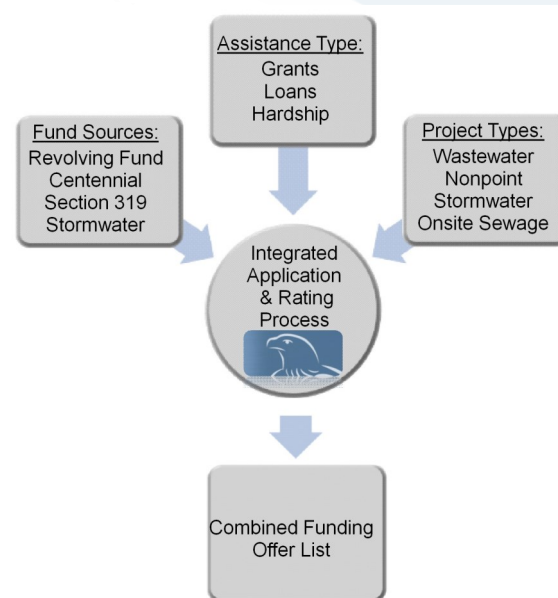 Assistance Type:
Grants
Loans
Hardship
Fund Sources:
Revolving Fund
Centennial
Section 319
Stormwater
Project Types:
Wastewater
Nonpoint
Stormwater
Onsite Sewage
Integrated
Application
& Rating
Process
Combined Funding
Offer List